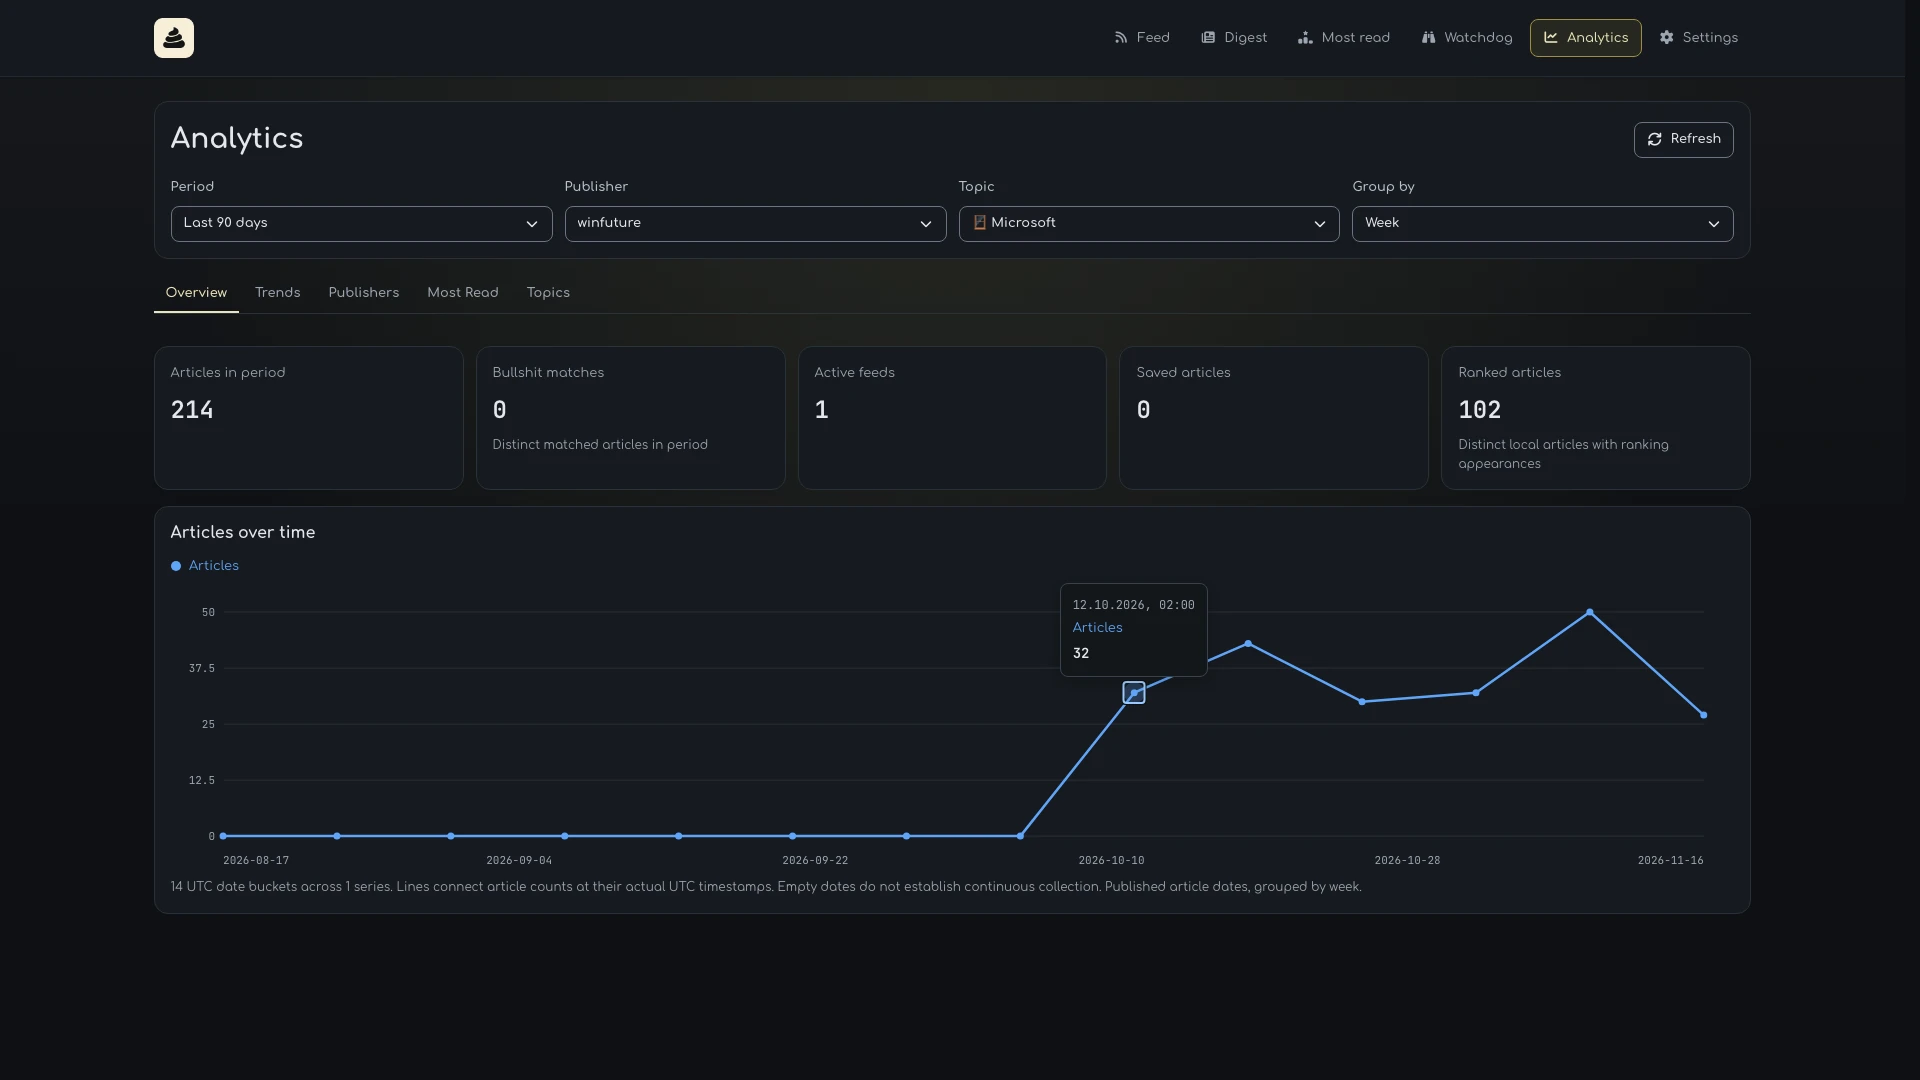 Feed
Digest
Most read
Watchdog
Analytics
Settings
Analytics
Refresh
Period
Publisher
Topic
Group by
Last 90 days
winfuture
Microsoft
Week
Overview
Trends
Publishers
Most Read
Topics
Articles in period
214
Bullshit matches
0
Distinct matched articles in period
Active feeds
1
Saved articles
0
Ranked articles
102
Distinct local articles with ranking
appearances
Articles over time
Articles
12.10.2026, 02:00
Articles
32
50
37.5
25
12.5
0
2026-08-17
2026-09-04
2026-09-22
2026-10-10
2026-10-28
2026-11-16
14 UTC date buckets across 1 series. Lines connect article counts at their actual UTC timestamps. Empty dates do not establish continuous collection. Published article dates, grouped by week.